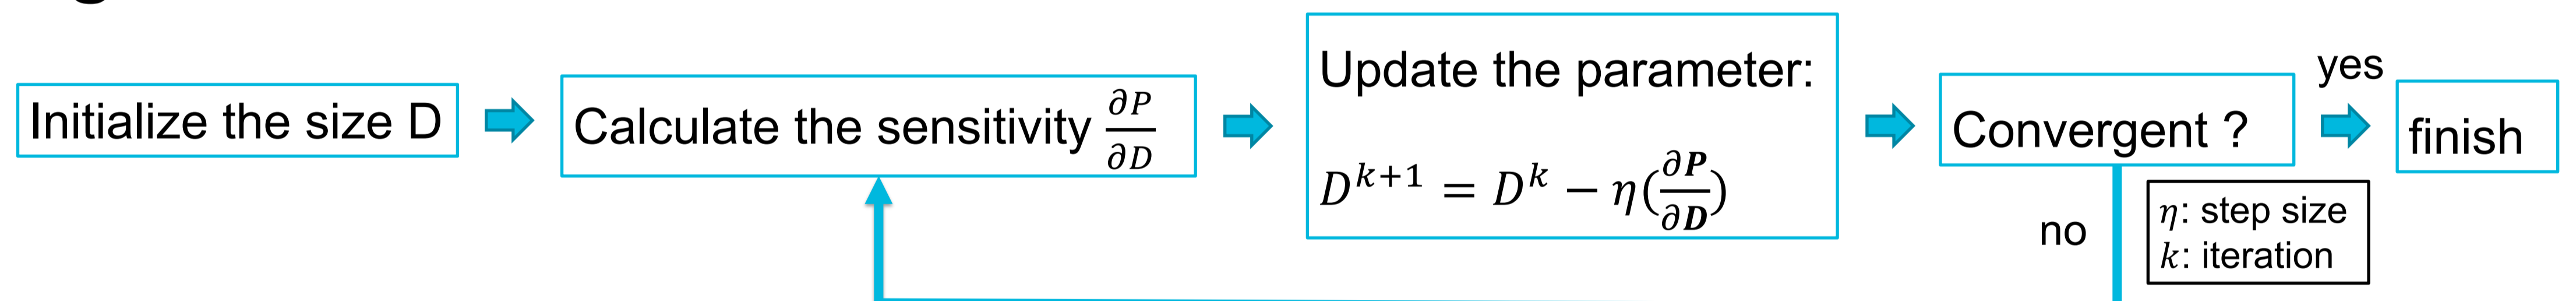 Initialize the size D
Calculate the sensitivity ∂P/∂D
Update the parameter:
D^{k+1} = D^k − η(∂P/∂D)
Convergent ?
yes
finish
no
η: step size
k: iteration